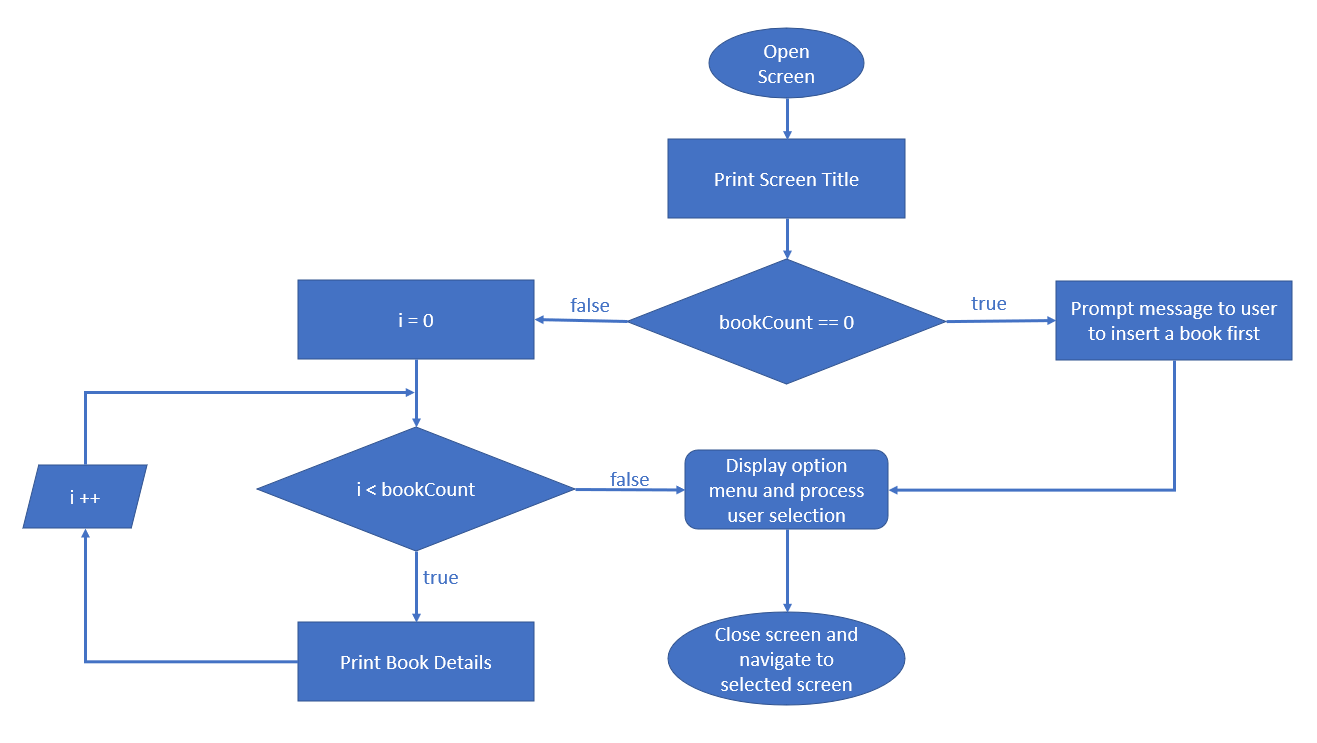 Open
Screen
Print Screen Title
bookCount == 0
false
true
i = 0
Prompt message to user
to insert a book first
i < bookCount
false
true
i ++
Display option
menu and process
user selection
Print Book Details
Close screen and
navigate to
selected screen